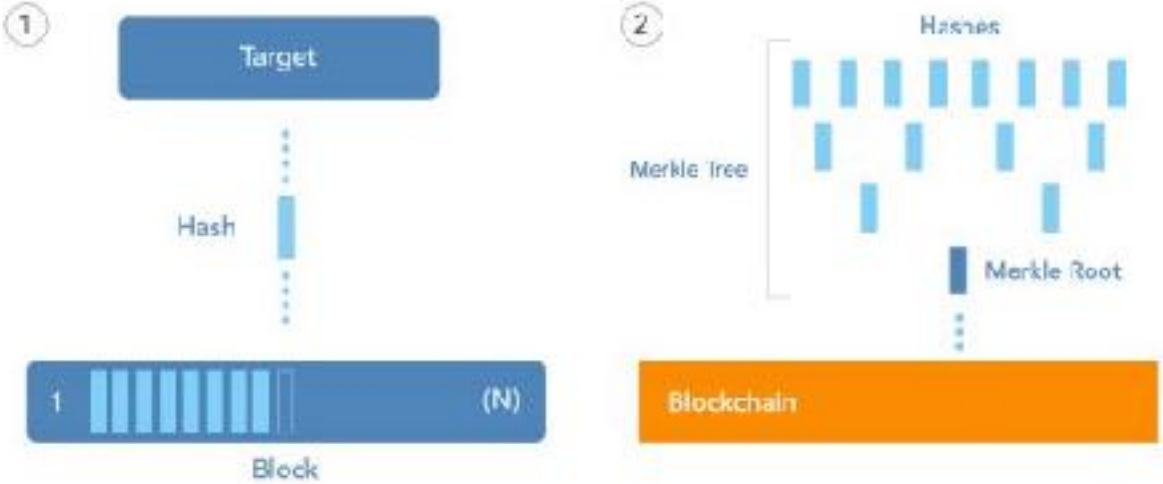 1
Target
Hash
1
(N)
Block
2
Hashes
Merkle Tree
Merkle Root
Blockchain